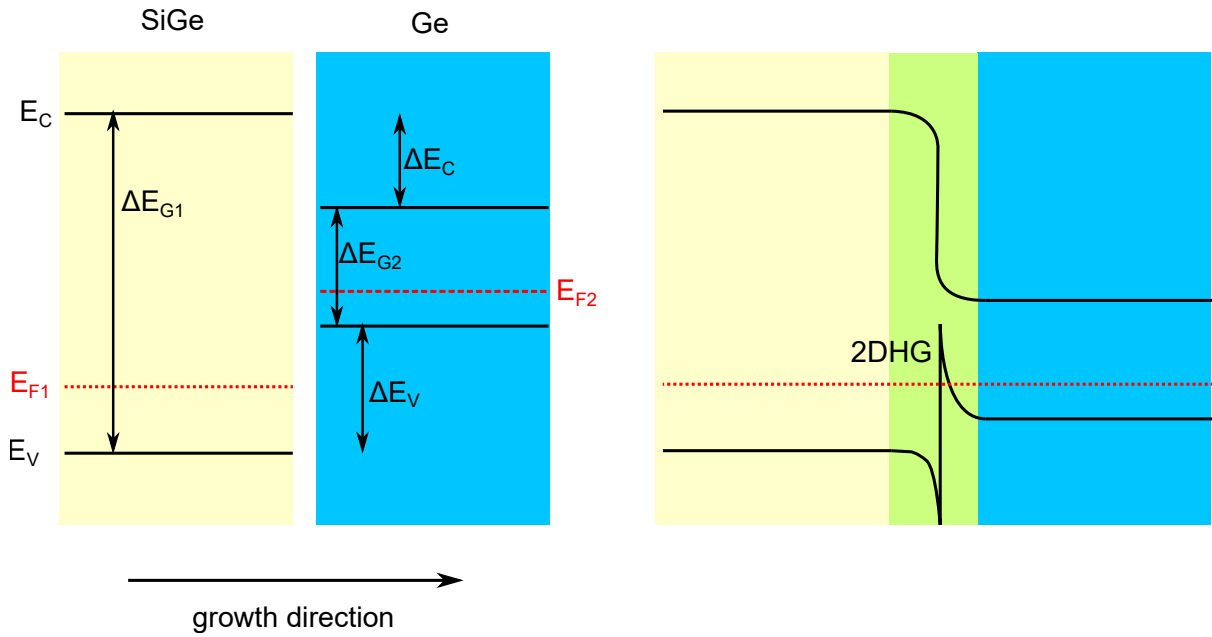 SiGe
Ge
E_C
ΔE_G1
ΔE_C
ΔE_G2
E_F2
2DHG
E_F1
ΔE_V
E_V
growth direction